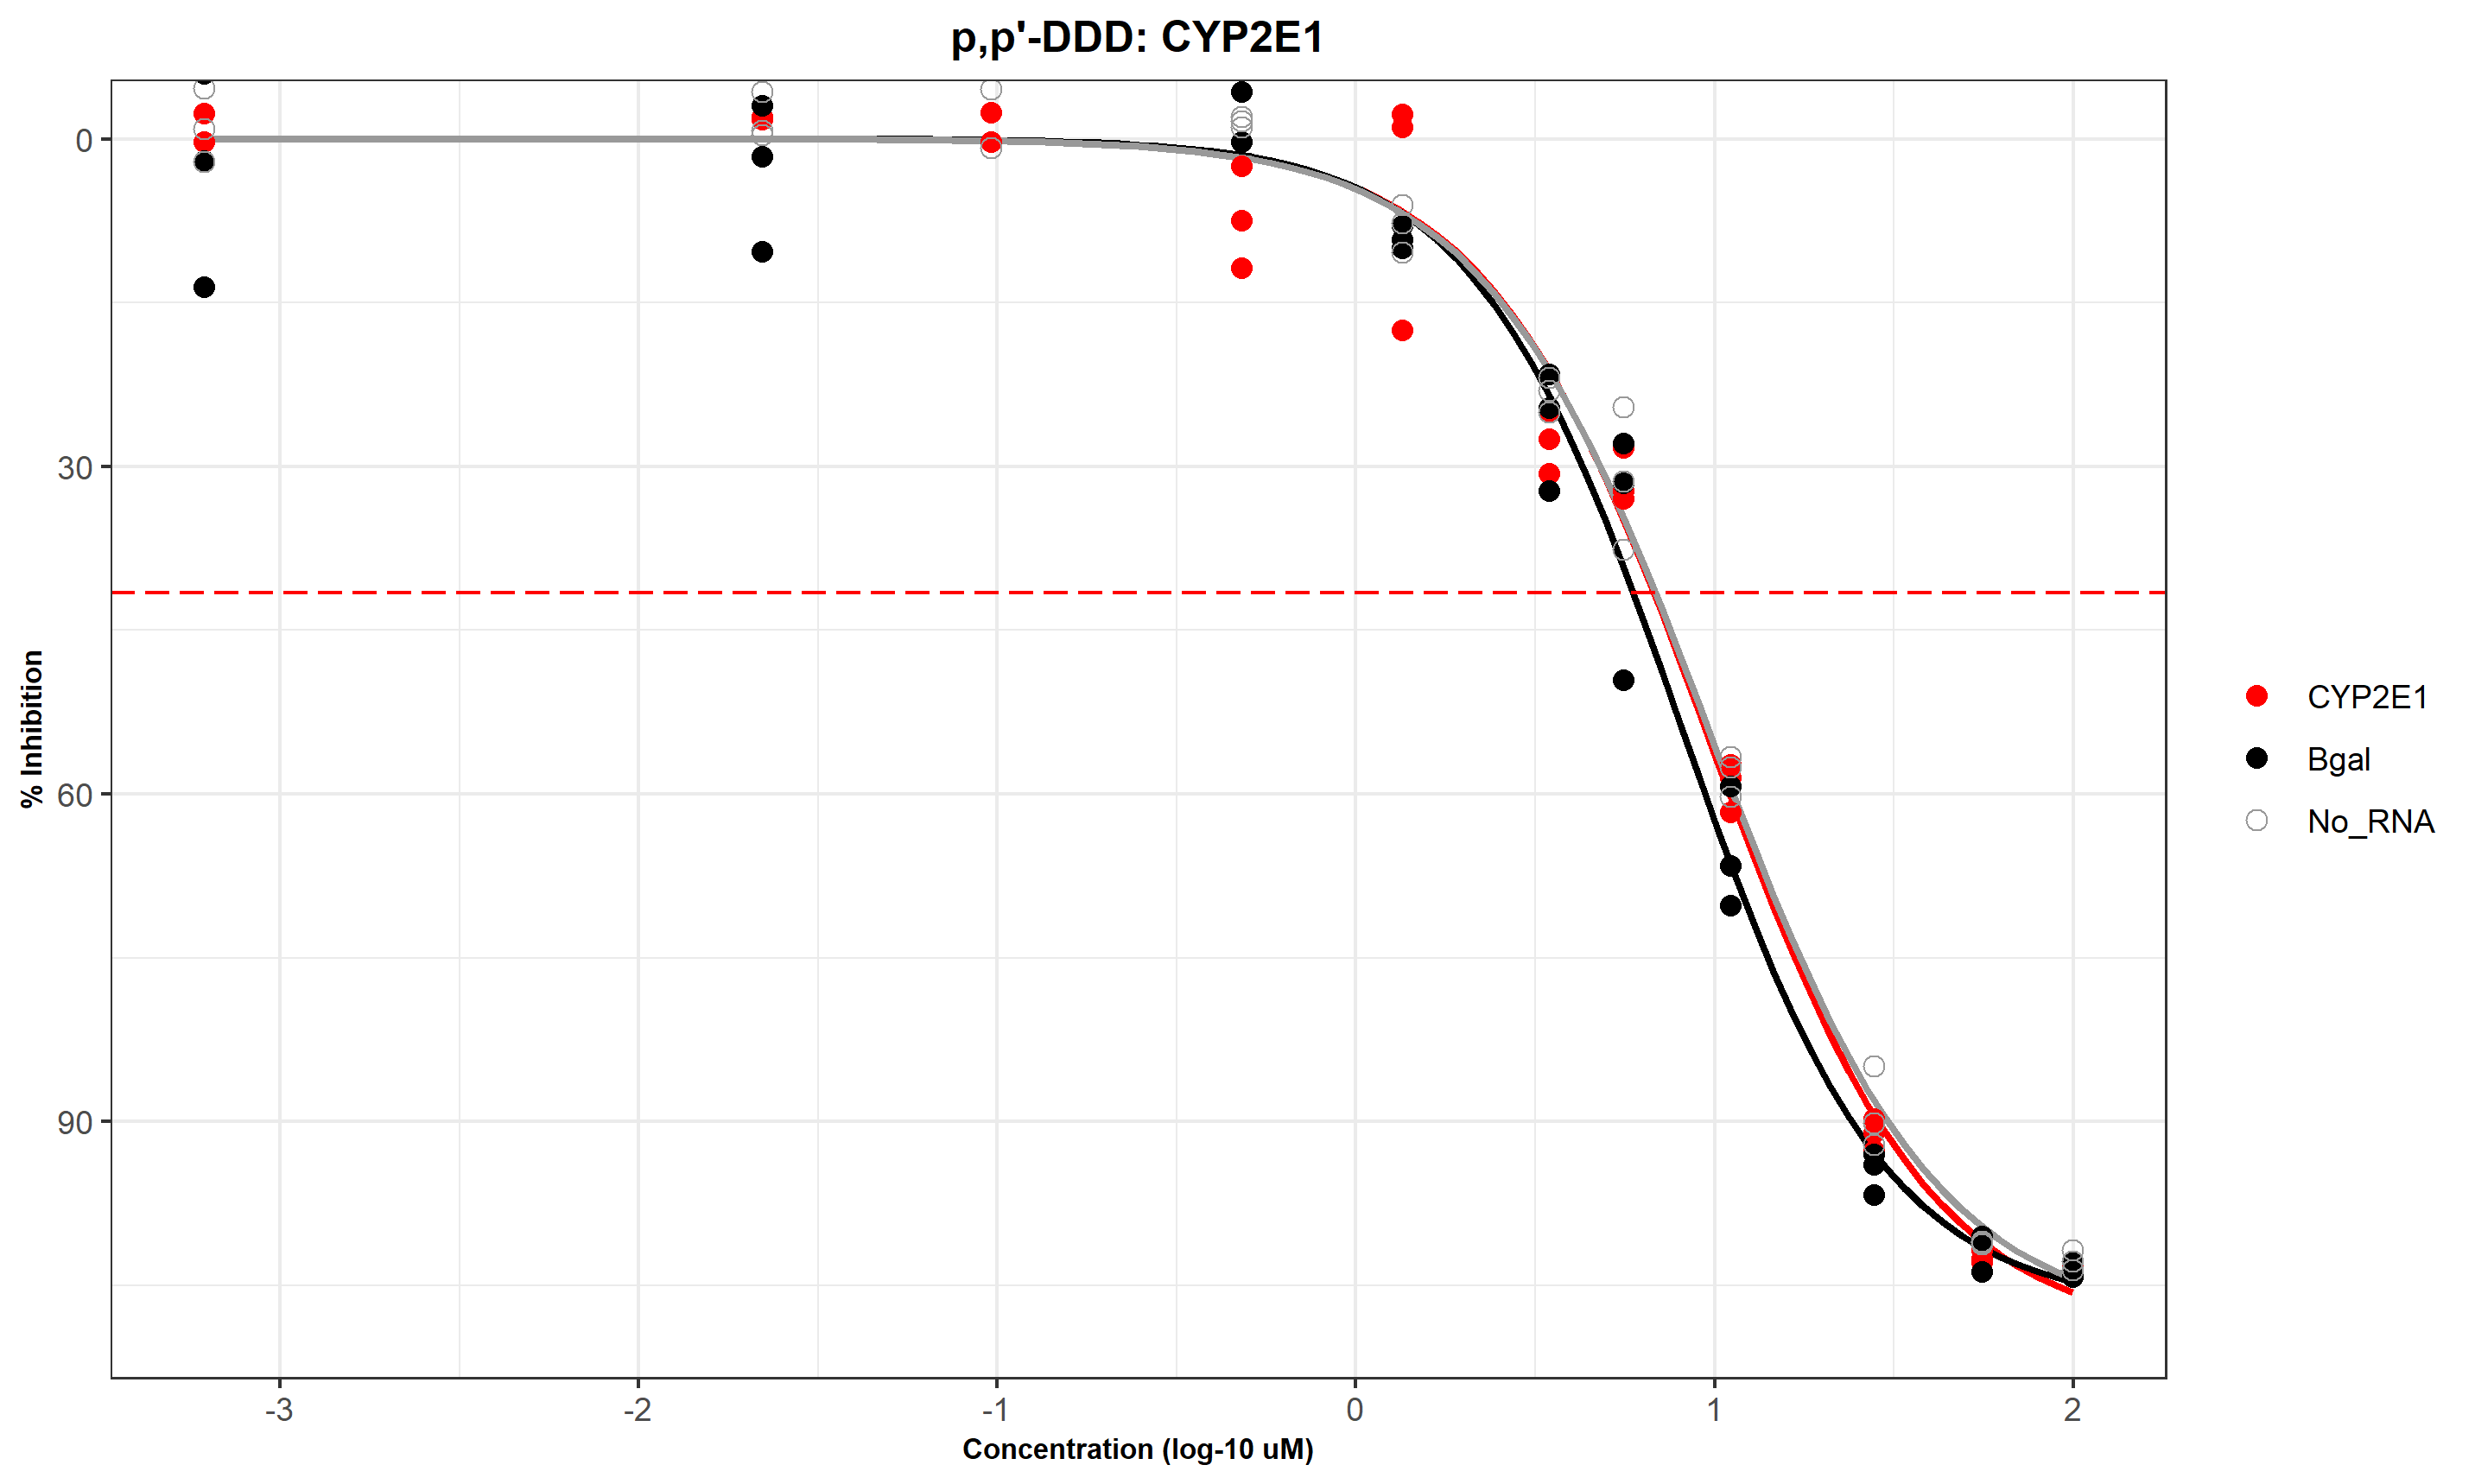 p,p'-DDD: CYP2E1
% Inhibition
0
30
60
90
-3
-2
-1
0
1
2
Concentration (log-10 uM)
CYP2E1
Bgal
No_RNA